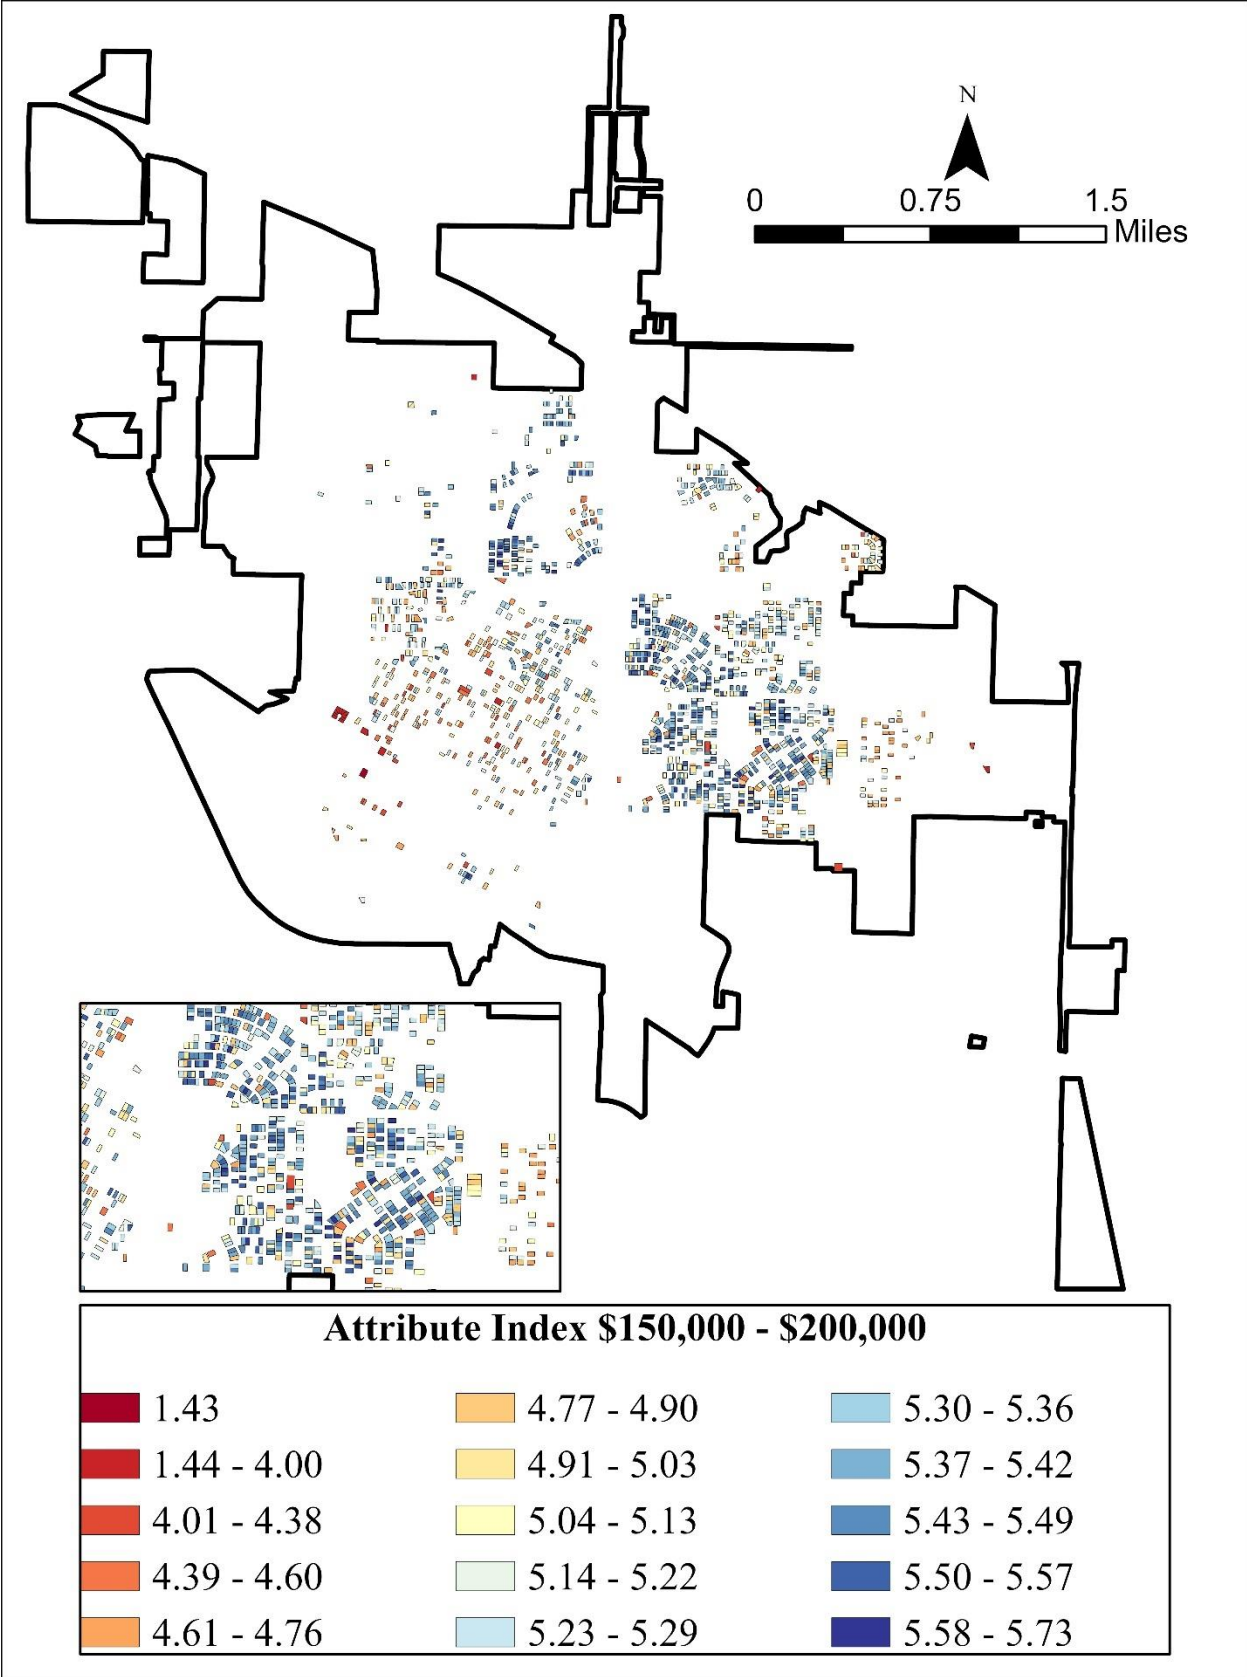 N
0 0.75 1.5
Miles
Attribute Index $150,000 - $200,000
1.43
1.44 - 4.00
4.01 - 4.38
4.39 - 4.60
4.61 - 4.76
4.77 - 4.90
4.91 - 5.03
5.04 - 5.13
5.14 - 5.22
5.23 - 5.29
5.30 - 5.36
5.37 - 5.42
5.43 - 5.49
5.50 - 5.57
5.58 - 5.73